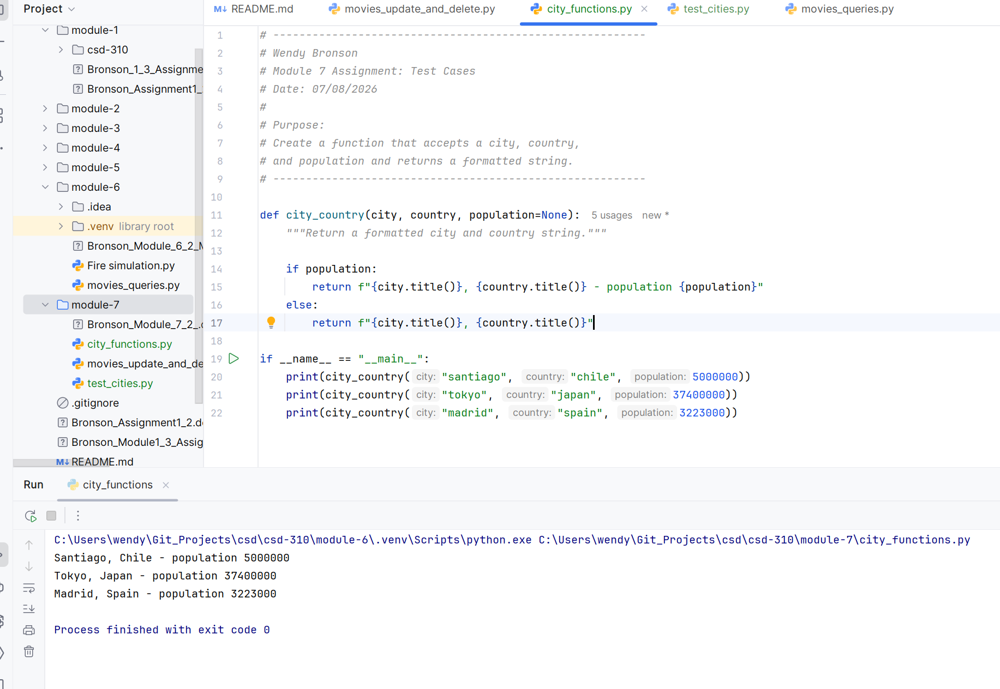 Project
README.md
movies_update_and_delete.py
city_functions.py
test_cities.py
movies_queries.py
module-1
csd-310
Bronson_1_3_Assignme
Bronson_Assignment1_
module-2
module-3
module-4
module-5
module-6
.idea
.venv library root
Bronson_Module_6_2_M
Fire simulation.py
movies_queries.py
module-7
Bronson_Module_7_2_.
city_functions.py
movies_update_and_de
test_cities.py
.gitignore
Bronson_Assignment1_2.d
Bronson_Module1_3_Assig
M↓ README.md
1 # ---------------------------------------------------------
2 # Wendy Bronson
3 # Module 7 Assignment: Test Cases
4 # Date: 07/08/2026
5 #
6 # Purpose:
7 # Create a function that accepts a city, country,
8 # and population and returns a formatted string.
9 # ---------------------------------------------------------
10
11 def city_country(city, country, population=None): 5 usages new *
12 """Return a formatted city and country string."""
13
14 if population:
15 return f"{city.title()}, {country.title()} - population {population}"
16 else:
17 return f"{city.title()}, {country.title()}"
18
19 if __name__ == "__main__":
20 print(city_country( city: "santiago", country: "chile", population: 5000000))
21 print(city_country( city: "tokyo", country: "japan", population: 37400000))
22 print(city_country( city: "madrid", country: "spain", population: 3223000))
Run city_functions
C:\Users\wendy\Git_Projects\csd\csd-310\module-6\.venv\Scripts\python.exe C:\Users\wendy\Git_Projects\csd\csd-310\module-7\city_functions.py
Santiago, Chile - population 5000000
Tokyo, Japan - population 37400000
Madrid, Spain - population 3223000
Process finished with exit code 0